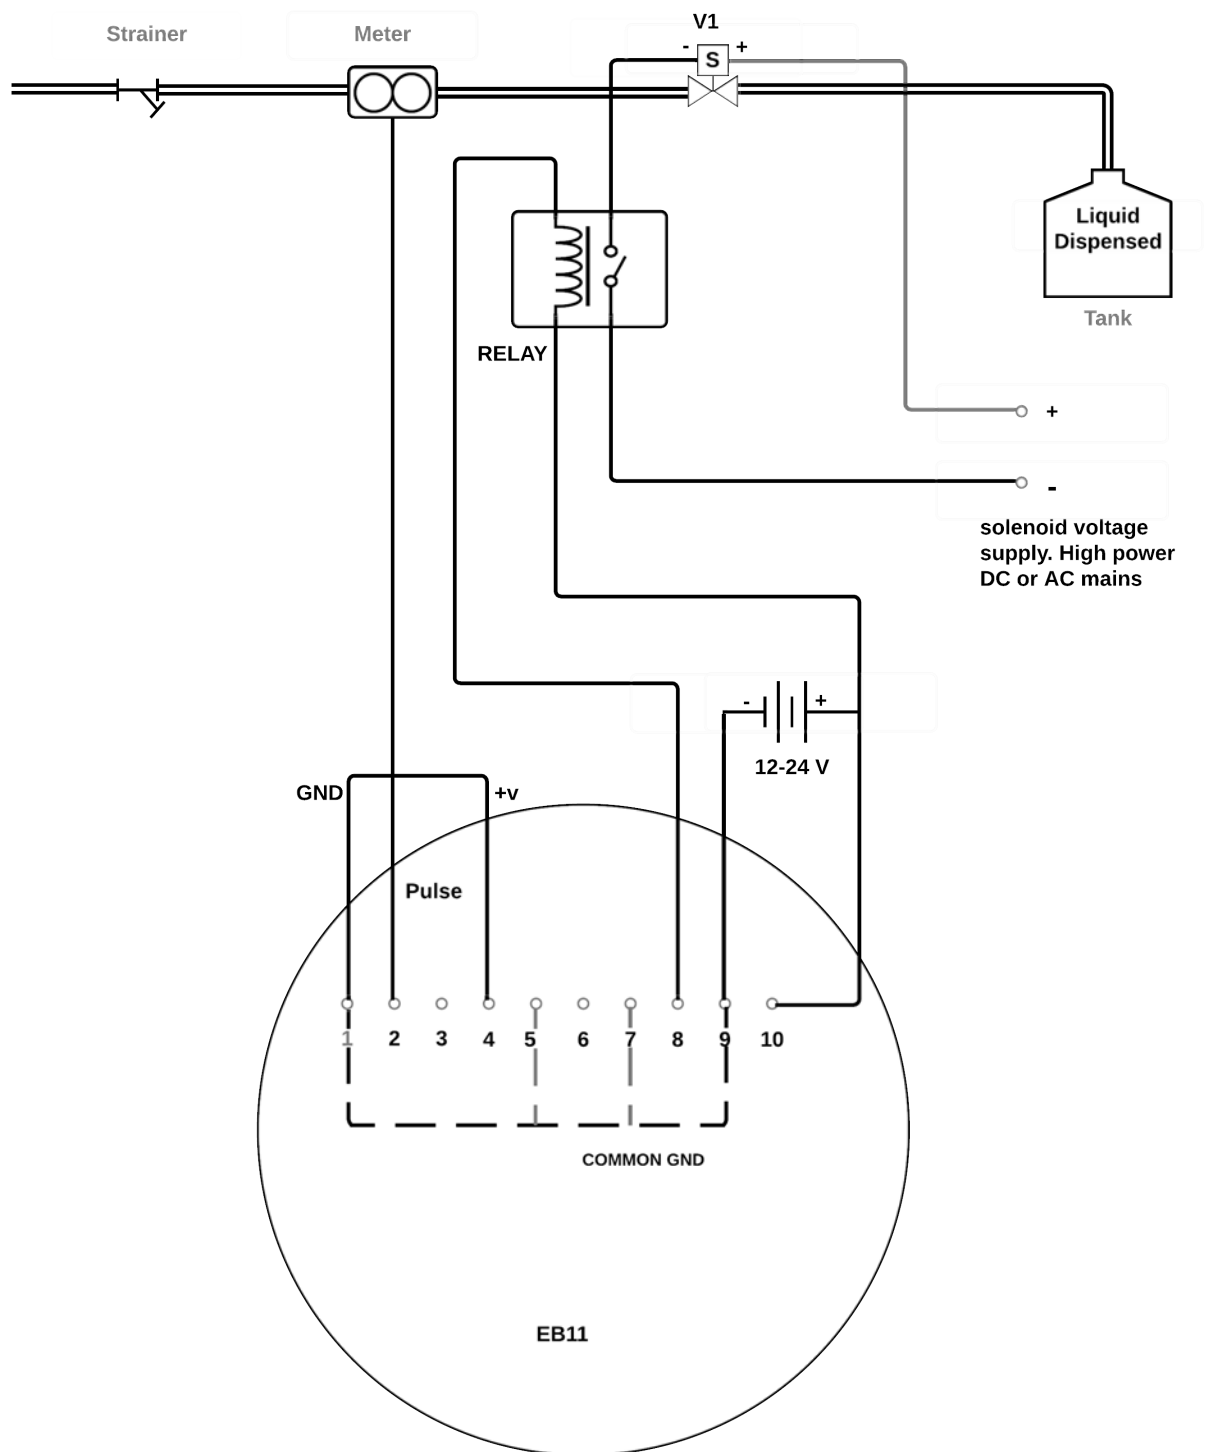 Strainer
Meter
V1
- S +
Liquid
Dispensed
Tank
RELAY
+
-
solenoid voltage
supply. High power
DC or AC mains
- +
12-24 V
GND
+v
Pulse
1 2 3 4 5 6 7 8 9 10
COMMON GND
EB11